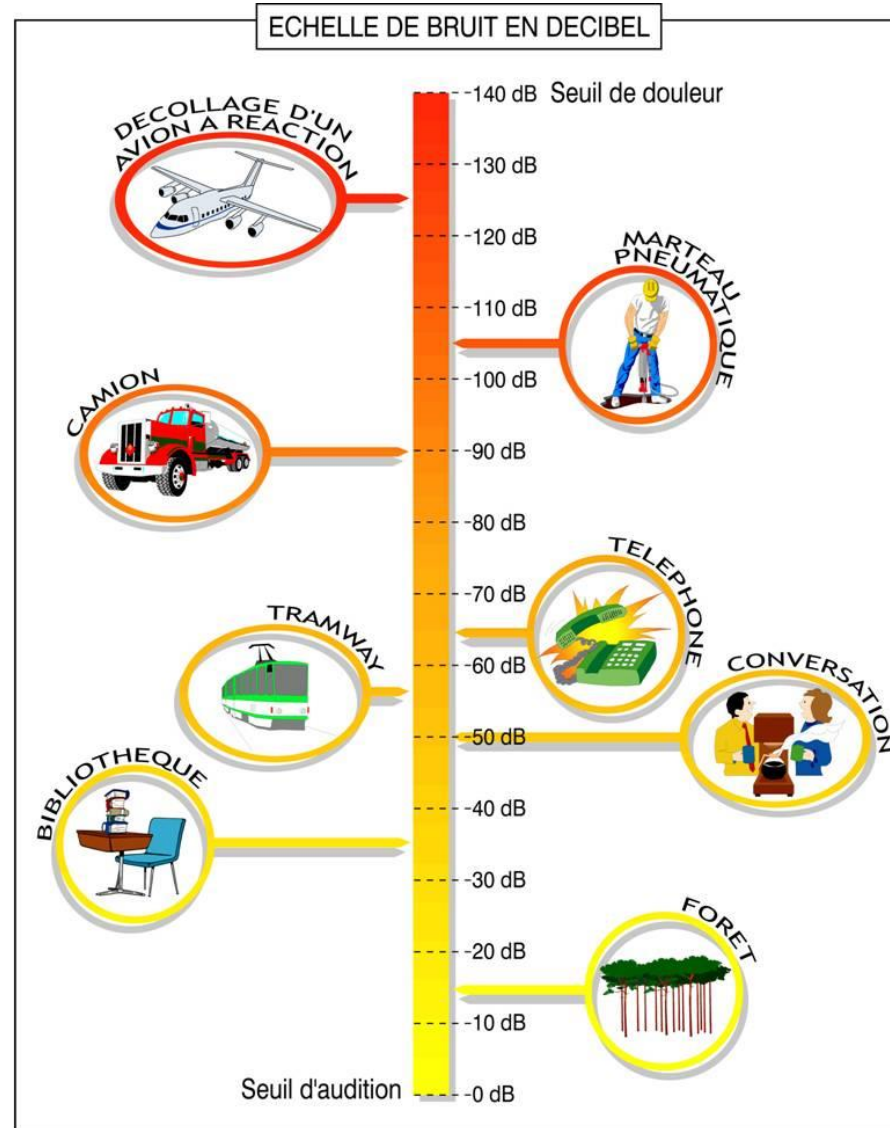 ECHELLE DE BRUIT EN DECIBEL
140 dB Seuil de douleur
DECOLLAGE D'UN
AVION A REACTION
130 dB
120 dB
MARTEAU
PNEUMATIQUE
110 dB
100 dB
CAMION
90 dB
80 dB
TELEPHONE
70 dB
TRAMWAY
60 dB
CONVERSATION
50 dB
BIBLIOTHEQUE
40 dB
30 dB
FORET
20 dB
10 dB
Seuil d'audition
0 dB